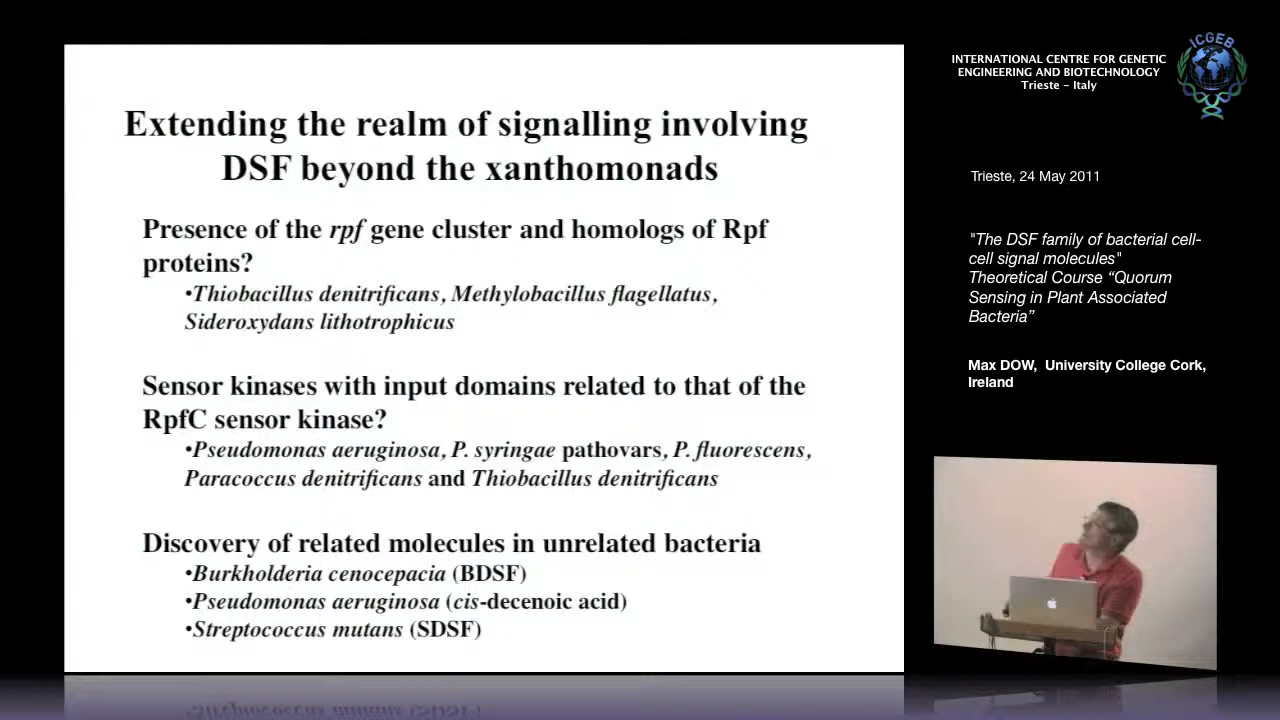 Extending the realm of signalling involving
DSF beyond the xanthomonads
Presence of the rpf gene cluster and homologs of Rpf
proteins?
•Thiobacillus denitrificans, Methylobacillus flagellatus,
Sideroxydans lithotrophicus
Sensor kinases with input domains related to that of the
RpfC sensor kinase?
•Pseudomonas aeruginosa, P. syringae pathovars, P. fluorescens,
Paracoccus denitrificans and Thiobacillus denitrificans
Discovery of related molecules in unrelated bacteria
•Burkholderia cenocepacia (BDSF)
•Pseudomonas aeruginosa (cis-decenoic acid)
•Streptococcus mutans (SDSF)
INTERNATIONAL CENTRE FOR GENETIC
ENGINEERING AND BIOTECHNOLOGY
Trieste - Italy
ICGEB
Trieste, 24 May 2011
"The DSF family of bacterial cell-
cell signal molecules"
Theoretical Course “Quorum
Sensing in Plant Associated
Bacteria”
Max DOW, University College Cork,
Ireland